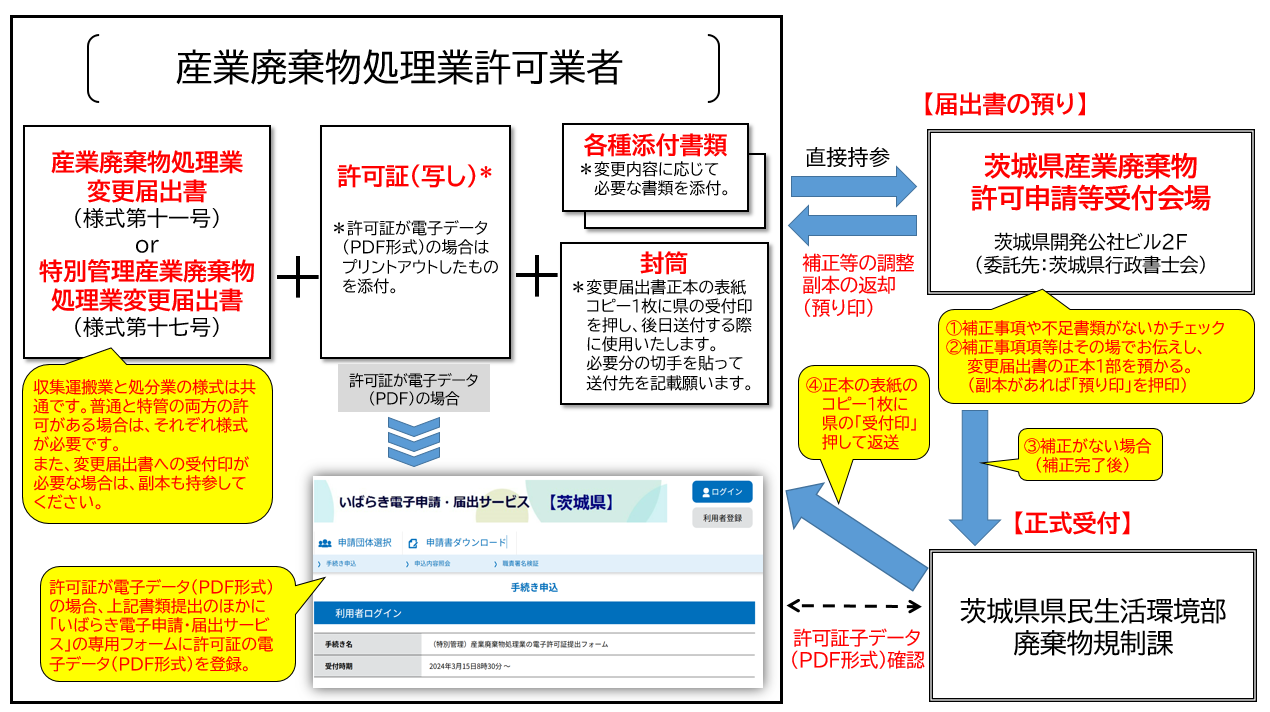 産業廃棄物処理業許可業者
産業廃棄物処理業
変更届出書
（様式第十一号）
or
特別管理産業廃棄物
処理業変更届出書
（様式第十七号）
収集運搬業と処分業の様式は共
通です。普通と特管の両方の許
可がある場合は、それぞれ様式
が必要です。
また、変更届出書への受付印が
必要な場合は、副本も持参して
ください。
＋
許可証（写し）＊
＊許可証が電子データ
（PDF形式）の場合は
プリントアウトしたもの
を添付。
＋
各種添付書類
＊変更内容に応じて
必要な書類を添付。
封筒
＊変更届出書正本の表紙
コピー1枚に県の受付印
を押し、後日送付する際
に使用いたします。
必要分の切手を貼って
送付先を記載願います。
許可証が電子データ
（PDF）の場合
いばらき電子申請・届出サービス 【茨城県】
ログイン
利用者登録
申請団体選択 申請書ダウンロード
手続き申込 申込内容照会 職責署名検証
手続き申込
利用者ログイン
手続き名 （特別管理）産業廃棄物処理業の電子許可証提出フォーム
受付時期 2024年3月15日8時30分 ～
許可証が電子データ（PDF形式）
の場合、上記書類提出のほかに
「いばらき電子申請・届出サービ
ス」の専用フォームに許可証の電
子データ（PDF形式）を登録。
直接持参
補正等の調整
副本の返却
（預り印）
【届出書の預り】
茨城県産業廃棄物
許可申請等受付会場
茨城県開発公社ビル2F
（委託先：茨城県行政書士会）
①補正事項や不足書類がないかチェック
②補正事項項等はその場でお伝えし、
変更届出書の正本1部を預かる。
（副本があれば「預り印」を押印）
③補正がない場合
（補正完了後）
④正本の表紙の
コピー1枚に
県の「受付印」
押して返送
【正式受付】
茨城県県民生活環境部
廃棄物規制課
許可証子データ
（PDF形式）確認